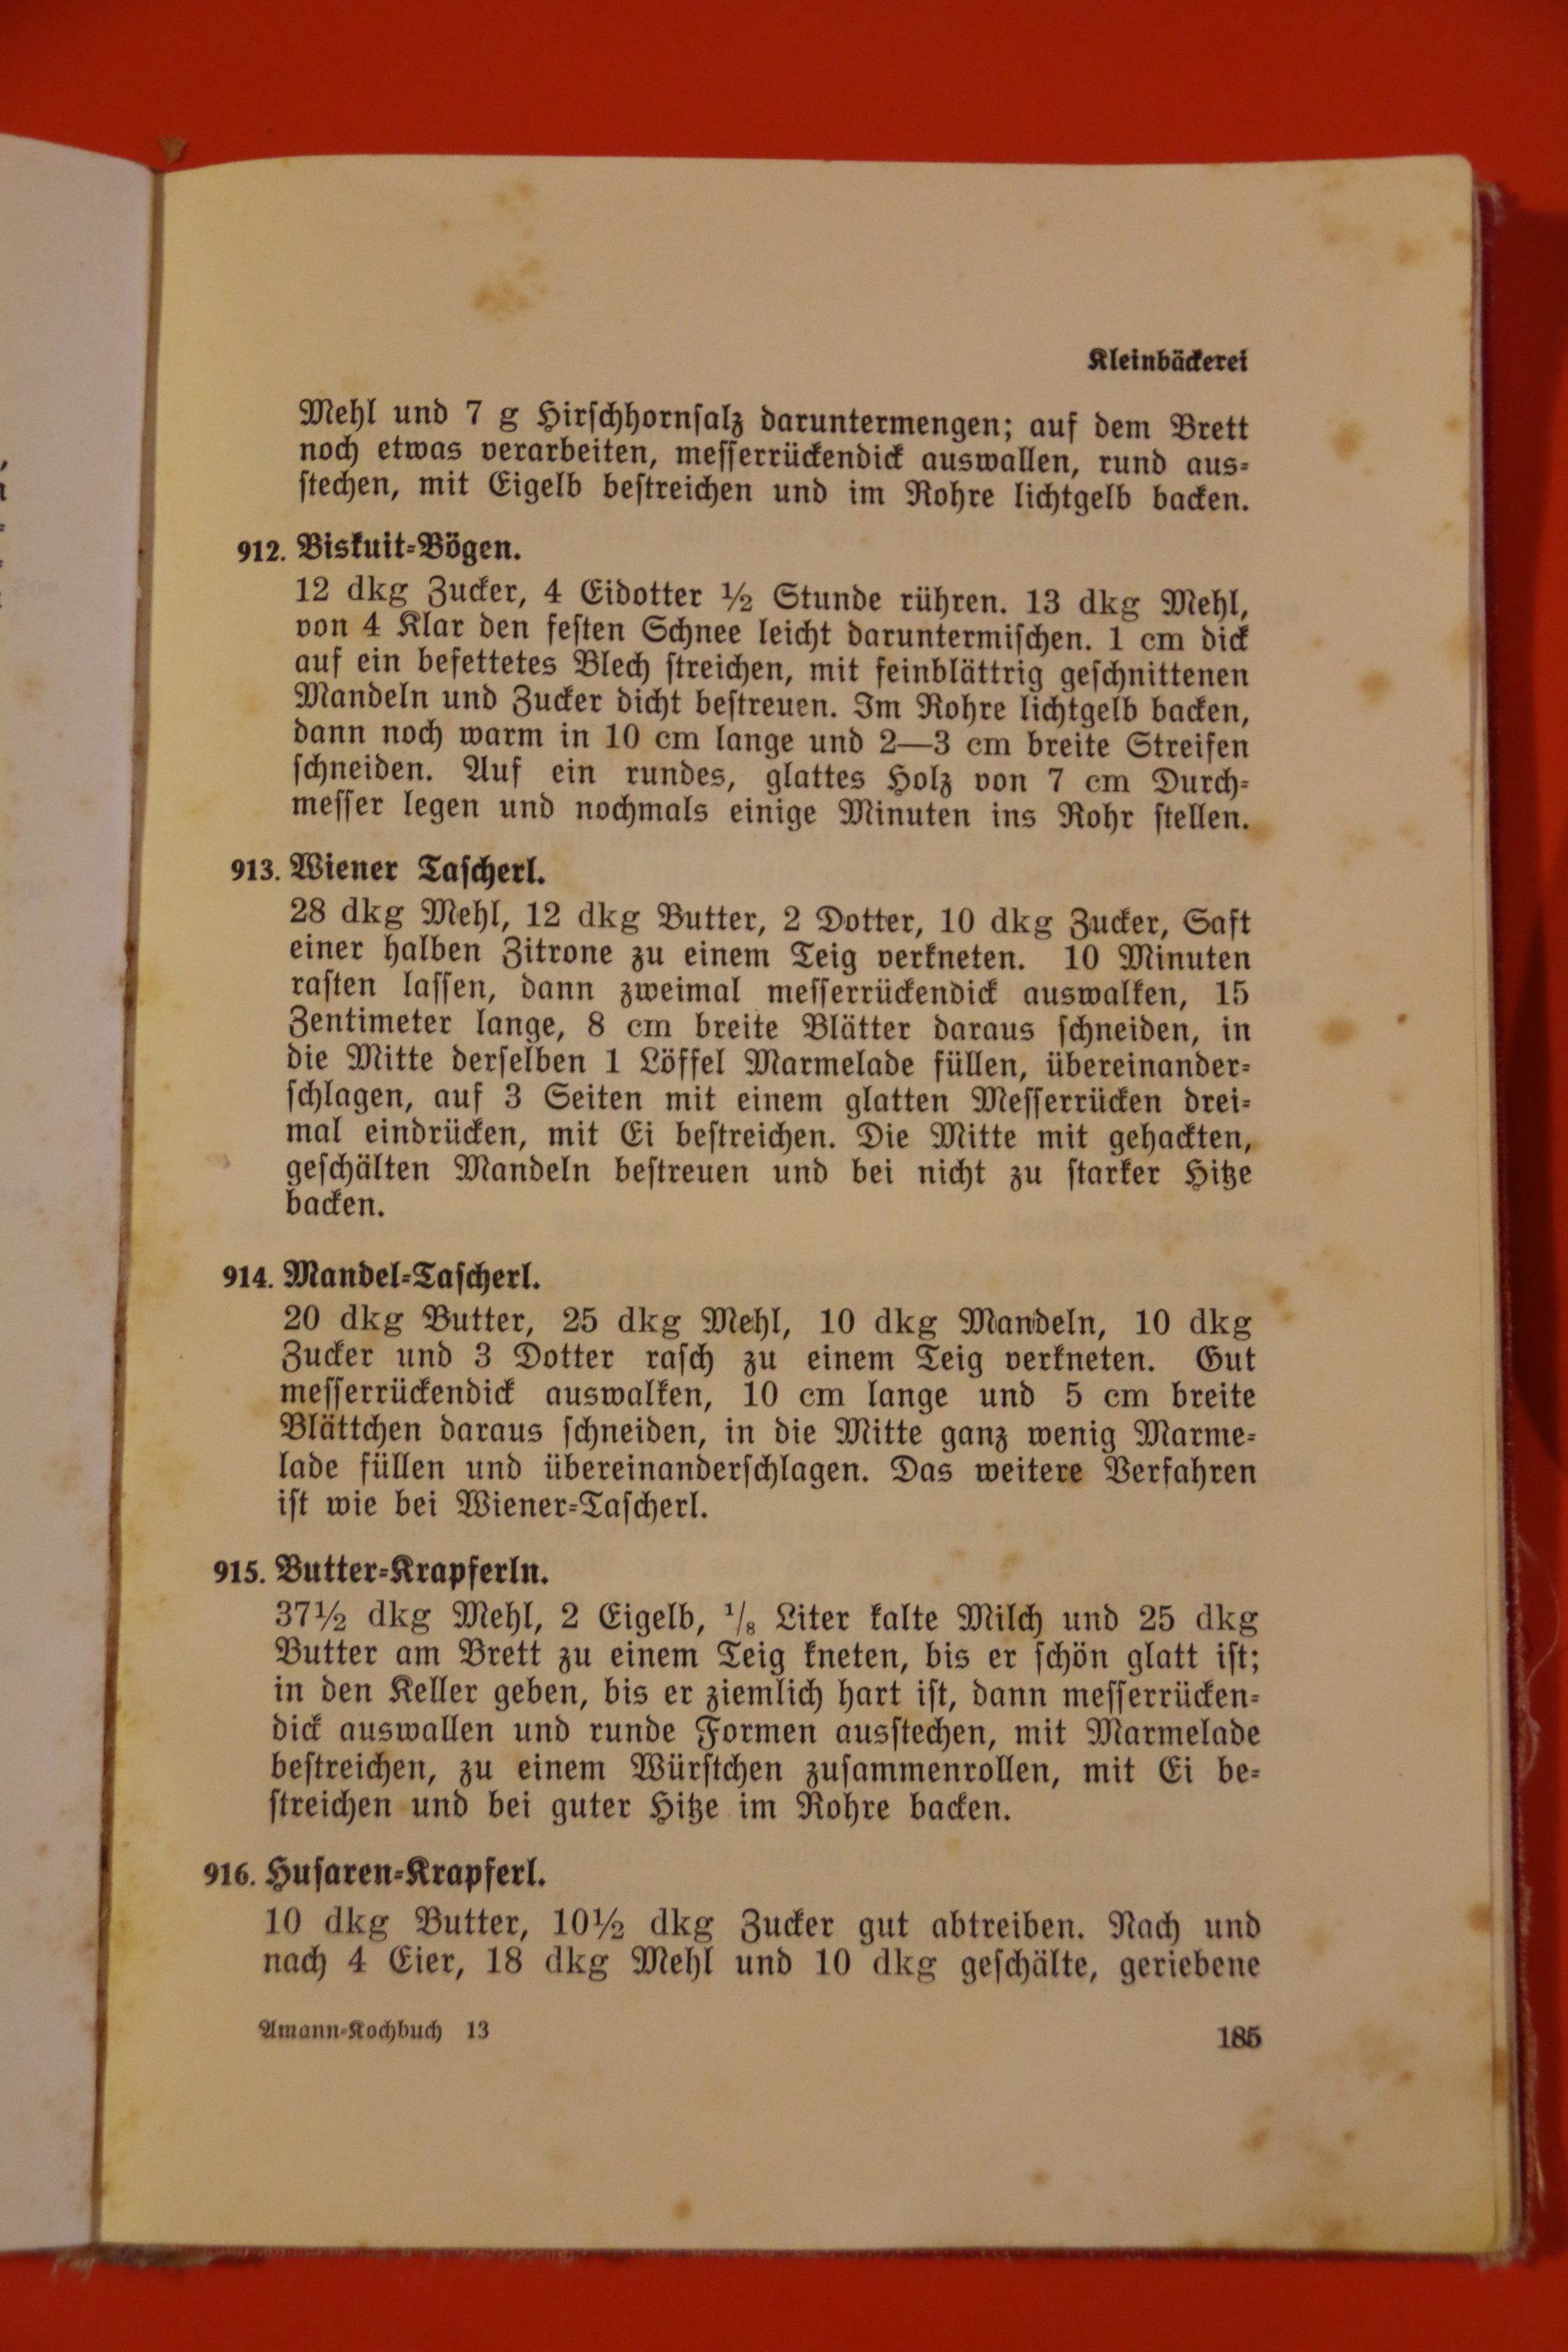 Kleinbäckerei
Mehl und 7 g Hirschhornsalz daruntermengen; auf dem Brett
noch etwas verarbeiten, messerrückendick auswallen, rund aus-
stechen, mit Eigelb bestreichen und im Rohre lichtgelb backen.
912. Biskuit-Bögen.
12 dkg Zucker, 4 Eidotter ½ Stunde rühren. 13 dkg Mehl,
von 4 Klar den festen Schnee leicht daruntermischen. 1 cm dick
auf ein befettetes Blech streichen, mit feinblättrig geschnittenen
Mandeln und Zucker dicht bestreuen. Im Rohre lichtgelb backen,
dann noch warm in 10 cm lange und 2—3 cm breite Streifen
schneiden. Auf ein rundes, glattes Holz von 7 cm Durch-
messer legen und nochmals einige Minuten ins Rohr stellen.
913. Wiener Tascherl.
28 dkg Mehl, 12 dkg Butter, 2 Dotter, 10 dkg Zucker, Saft
einer halben Zitrone zu einem Teig verkneten. 10 Minuten
rasten lassen, dann zweimal messerrückendick auswalken, 15
Zentimeter lange, 8 cm breite Blätter daraus schneiden, in
die Mitte derselben 1 Löffel Marmelade füllen, übereinander-
schlagen, auf 3 Seiten mit einem glatten Messerrücken drei-
mal eindrücken, mit Ei bestreichen. Die Mitte mit gehackten,
geschälten Mandeln bestreuen und bei nicht zu starker Hitze
backen.
914. Mandel-Tascherl.
20 dkg Butter, 25 dkg Mehl, 10 dkg Mandeln, 10 dkg
Zucker und 3 Dotter rasch zu einem Teig verkneten. Gut
messerrückendick auswalken, 10 cm lange und 5 cm breite
Blättchen daraus schneiden, in die Mitte ganz wenig Marme-
lade füllen und übereinanderschlagen. Das weitere Verfahren
ist wie bei Wiener-Tascherl.
915. Butter-Krapferln.
37½ dkg Mehl, 2 Eigelb, ⅛ Liter kalte Milch und 25 dkg
Butter am Brett zu einem Teig kneten, bis er schön glatt ist;
in den Keller geben, bis er ziemlich hart ist, dann messerrücken-
dick auswallen und runde Formen ausstechen, mit Marmelade
bestreichen, zu einem Würstchen zusammenrollen, mit Ei be-
streichen und bei guter Hitze im Rohre backen.
916. Husaren-Krapferl.
10 dkg Butter, 10½ dkg Zucker gut abtreiben. Nach und
nach 4 Eier, 18 dkg Mehl und 10 dkg geschälte, geriebene
Amann-Kochbuch 13
185